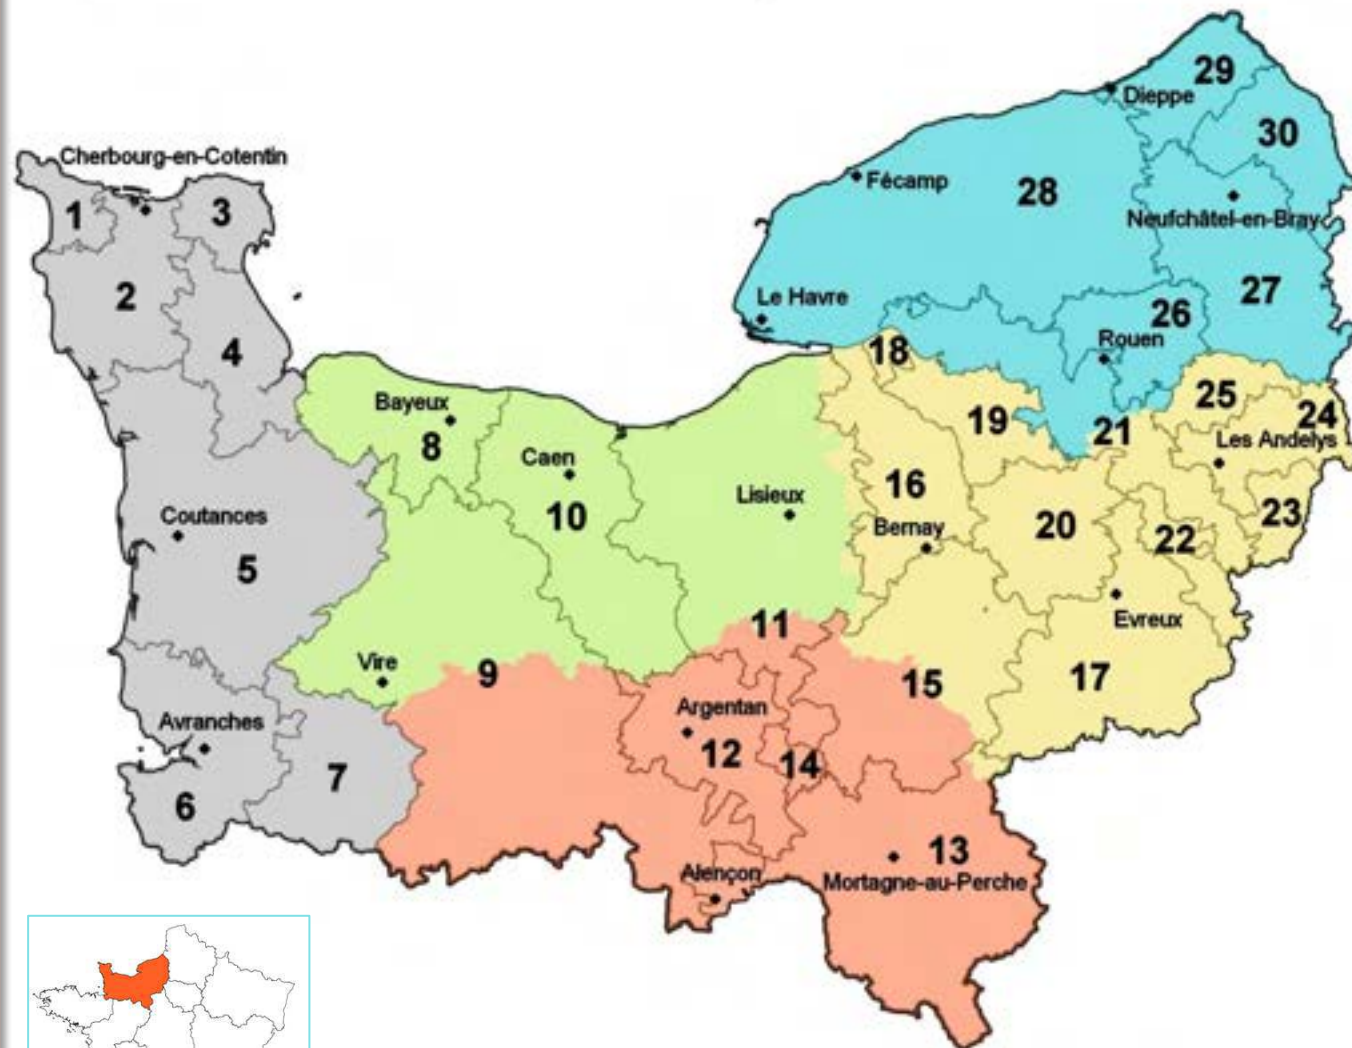 29
Dieppe
30
Cherbourg-en-Cotentin
Fécamp
28
1
3
Neufchâtel-en-Bray
2
Le Havre
27
26
Rouen
4
18
25
Bayeux
19
21
24
8
Les Andelys
Caen
16
Lisieux
Coutances
10
Bernay
20
22
23
5
Evreux
11
Vire
9
15
17
Argentan
Avranches
12
14
7
6
13
Alençon
Mortagne-au-Perche